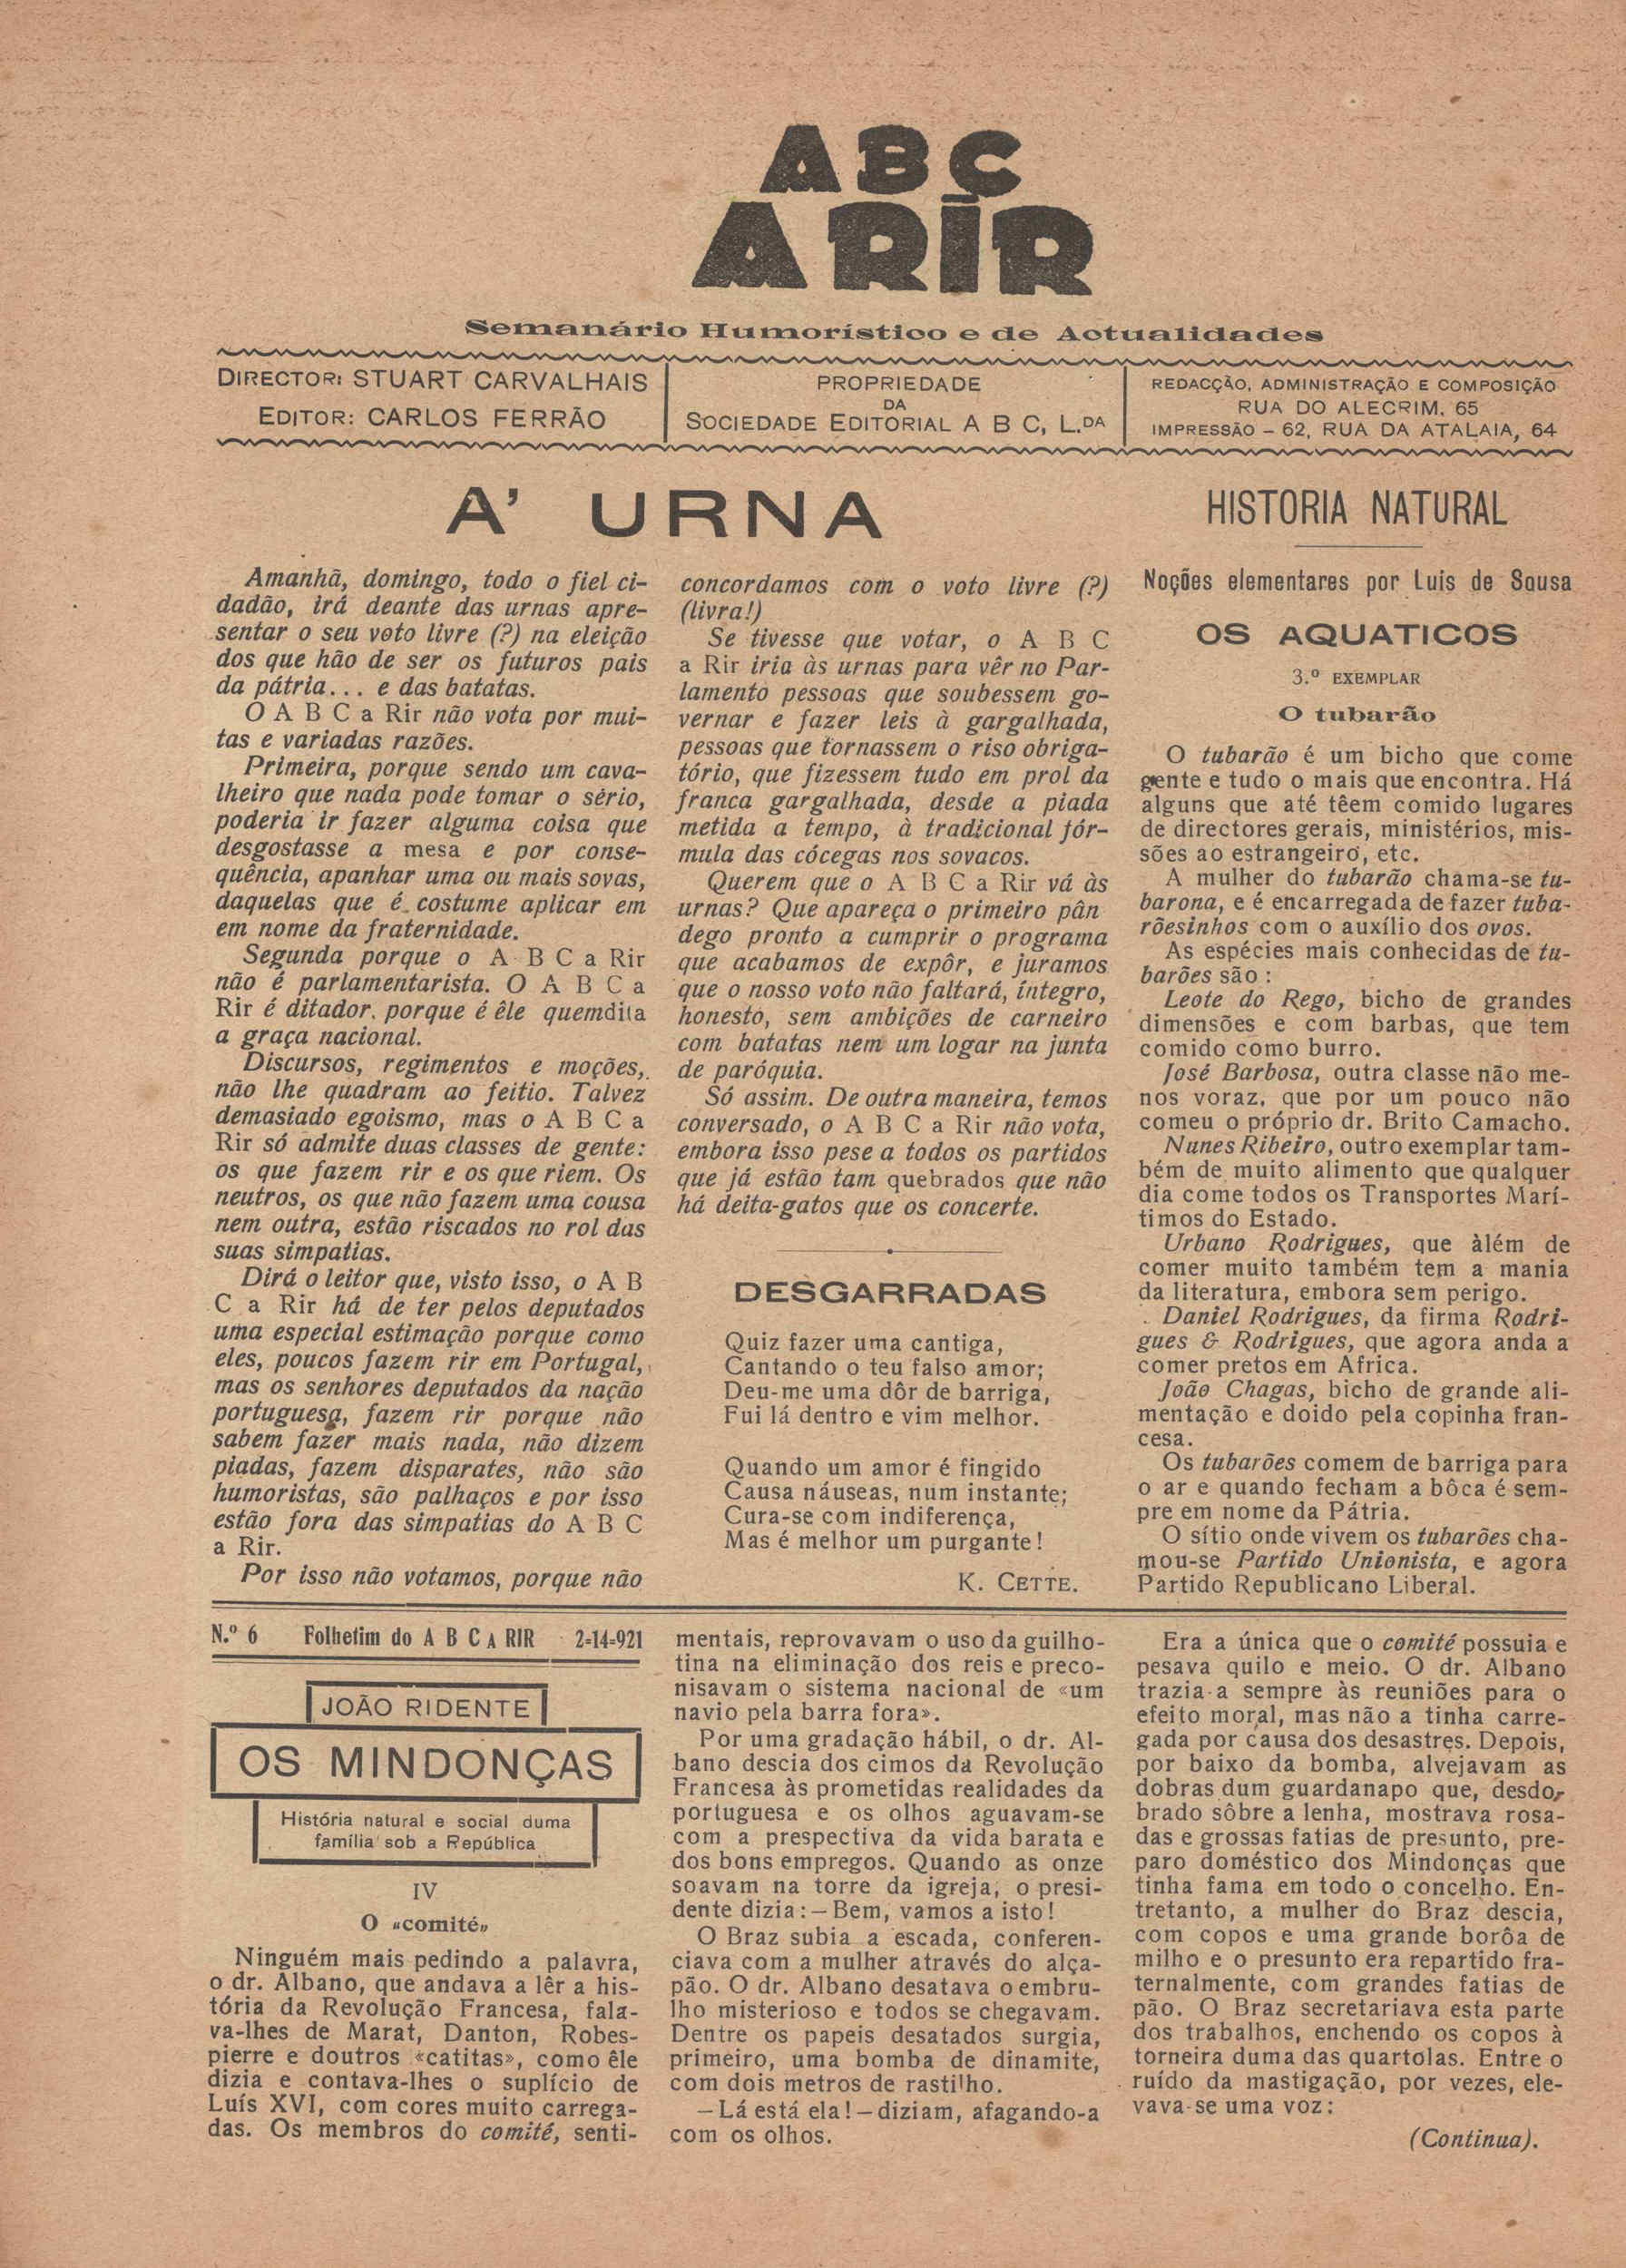 ABC
A RIR
Semanário Humorístico e de Actualidades
DIRECTOR: STUART CARVALHAIS
EDITOR: CARLOS FERRÃO
PROPRIEDADE
DA
SOCIEDADE EDITORIAL A B C, L.DA
REDACÇÃO, ADMINISTRAÇÃO E COMPOSIÇÃO
RUA DO ALECRIM, 65
IMPRESSÃO – 62, RUA DA ATALAIA, 64
A' URNA
Amanhã, domingo, todo o fiel ci-
dadão, irá deante das urnas apre-
sentar o seu voto livre (?) na eleição
dos que hão de ser os futuros pais
da pátria... e das batatas.
O A B C a Rir não vota por mui-
tas e variadas razões.
Primeira, porque sendo um cava-
lheiro que nada pode tomar o sério,
poderia ir fazer alguma coisa que
desgostasse a mesa e por conse-
quência, apanhar uma ou mais sovas,
daquelas que é costume aplicar em
em nome da fraternidade.
Segunda porque o A B C a Rir
não é parlamentarista. O A B C a
Rir é ditador. porque é êle quem dita
a graça nacional.
Discursos, regimentos e moções,
não lhe quadram ao feitio. Talvez
demasiado egoismo, mas o A B C a
Rir só admite duas classes de gente:
os que fazem rir e os que riem. Os
neutros, os que não fazem uma cousa
nem outra, estão riscados no rol das
suas simpatias.
Dirá o leitor que, visto isso, o A B
C a Rir há de ter pelos deputados
uma especial estimação porque como
eles, poucos fazem rir em Portugal,
mas os senhores deputados da nação
portuguesa, fazem rir porque não
sabem fazer mais nada, não dizem
piadas, fazem disparates, não são
humoristas, são palhaços e por isso
estão fora das simpatias do A B C
a Rir.
Por isso não votamos, porque não
concordamos com o voto livre (?)
(livra!)
Se tivesse que votar, o A B C
a Rir iria às urnas para vêr no Par-
lamento pessoas que soubessem go-
vernar e fazer leis à gargalhada,
pessoas que tornassem o riso obriga-
tório, que fizessem tudo em prol da
franca gargalhada, desde a piada
metida a tempo, à tradicional fór-
mula das cócegas nos sovacos.
Querem que o A B C a Rir vá às
urnas? Que apareça o primeiro pân
dego pronto a cumprir o programa
que acabamos de expôr, e juramos
que o nosso voto não faltará, íntegro,
honesto, sem ambições de carneiro
com batatas nem um logar na junta
de paróquia.
Só assim. De outra maneira, temos
conversado, o A B C a Rir não vota,
embora isso pese a todos os partidos
que já estão tam quebrados que não
há deita-gatos que os concerte.
DESGARRADAS
Quiz fazer uma cantiga,
Cantando o teu falso amor;
Deu-me uma dôr de barriga,
Fui lá dentro e vim melhor.
Quando um amor é fingido
Causa náuseas, num instante;
Cura-se com indiferença,
Mas é melhor um purgante!
K. CETTE.
HISTORIA NATURAL
Noções elementares por Luis de Sousa
OS AQUATICOS
3.º EXEMPLAR
O tubarão
O tubarão é um bicho que come
gente e tudo o mais que encontra. Há
alguns que até têem comido lugares
de directores gerais, ministérios, mis-
sões ao estrangeiro, etc.
A mulher do tubarão chama-se tu-
barona, e é encarregada de fazer tuba-
rõesinhos com o auxílio dos ovos.
As espécies mais conhecidas de tu-
barões são:
Leote do Rego, bicho de grandes
dimensões e com barbas, que tem
comido como burro.
José Barbosa, outra classe não me-
nos voraz, que por um pouco não
comeu o próprio dr. Brito Camacho.
Nunes Ribeiro, outro exemplar tam-
bém de muito alimento que qualquer
dia come todos os Transportes Marí-
timos do Estado.
Urbano Rodrigues, que àlém de
comer muito também tem a mania
da literatura, embora sem perigo.
Daniel Rodrigues, da firma Rodri-
gues & Rodrigues, que agora anda a
comer pretos em Africa.
João Chagas, bicho de grande ali-
mentação e doido pela copinha fran-
cesa.
Os tubarões comem de barriga para
o ar e quando fecham a bôca é sem-
pre em nome da Pátria.
O sítio onde vivem os tubarões cha-
mou-se Partido Unionista, e agora
Partido Republicano Liberal.
N.º 6 Folhetim do A B C A RIR 2-14-921
JOÃO RIDENTE
OS MINDONÇAS
História natural e social duma
família sob a República
IV
O «comité»
Ninguém mais pedindo a palavra,
o dr. Albano, que andava a lêr a his-
tória da Revolução Francesa, fala-
va-lhes de Marat, Danton, Robes-
pierre e doutros «catitas», como êle
dizia e contava-lhes o suplício de
Luís XVI, com cores muito carrega-
das. Os membros do comité, senti-
mentais, reprovavam o uso da guilho-
tina na eliminação dos reis e preco-
nisavam o sistema nacional de «um
navio pela barra fora».
Por uma gradação hábil, o dr. Al-
bano descia dos cimos da Revolução
Francesa às prometidas realidades da
portuguesa e os olhos aguavam-se
com a prespectiva da vida barata e
dos bons empregos. Quando as onze
soavam na torre da igreja, o presi-
dente dizia: — Bem, vamos a isto!
O Braz subia a escada, conferen-
ciava com a mulher através do alça-
pão. O dr. Albano desatava o embru-
lho misterioso e todos se chegavam.
Dentre os papeis desatados surgia,
primeiro, uma bomba de dinamite,
com dois metros de rastilho.
— Lá está ela! — diziam, afagando-a
com os olhos.
Era a única que o comité possuia e
pesava quilo e meio. O dr. Albano
trazia-a sempre às reuniões para o
efeito moral, mas não a tinha carre-
gada por causa dos desastres. Depois,
por baixo da bomba, alvejavam as
dobras dum guardanapo que, desdo,
brado sôbre a lenha, mostrava rosa-
das e grossas fatias de presunto, pre-
paro doméstico dos Mindonças que
tinha fama em todo o concelho. En-
tretanto, a mulher do Braz descia,
com copos e uma grande borôa de
milho e o presunto era repartido fra-
ternalmente, com grandes fatias de
pão. O Braz secretariava esta parte
dos trabalhos, enchendo os copos à
torneira duma das quartolas. Entre o
ruído da mastigação, por vezes, ele-
vava-se uma voz:
(Continua).